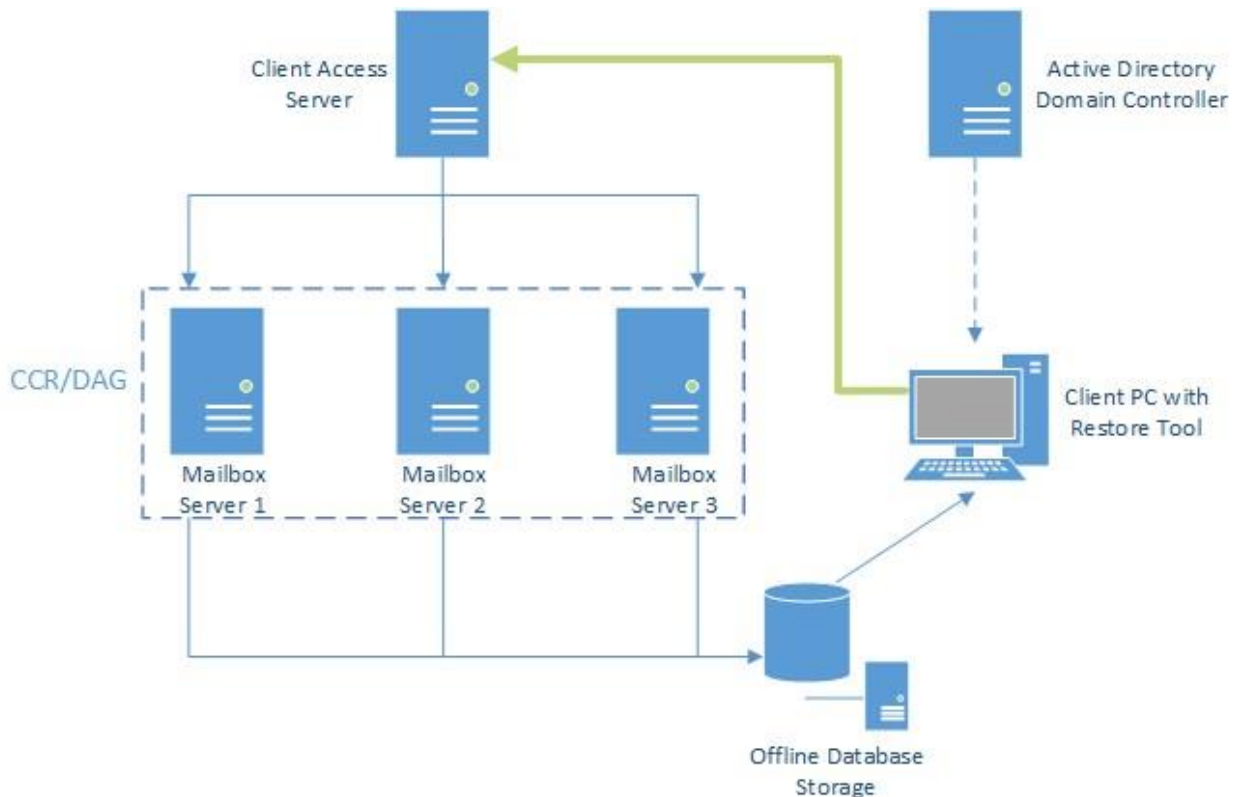 Client Access
Server
Active Directory
Domain Controller
CCR/DAG
Mailbox
Server 1
Mailbox
Server 2
Mailbox
Server 3
Client PC with
Restore Tool
Offline Database
Storage